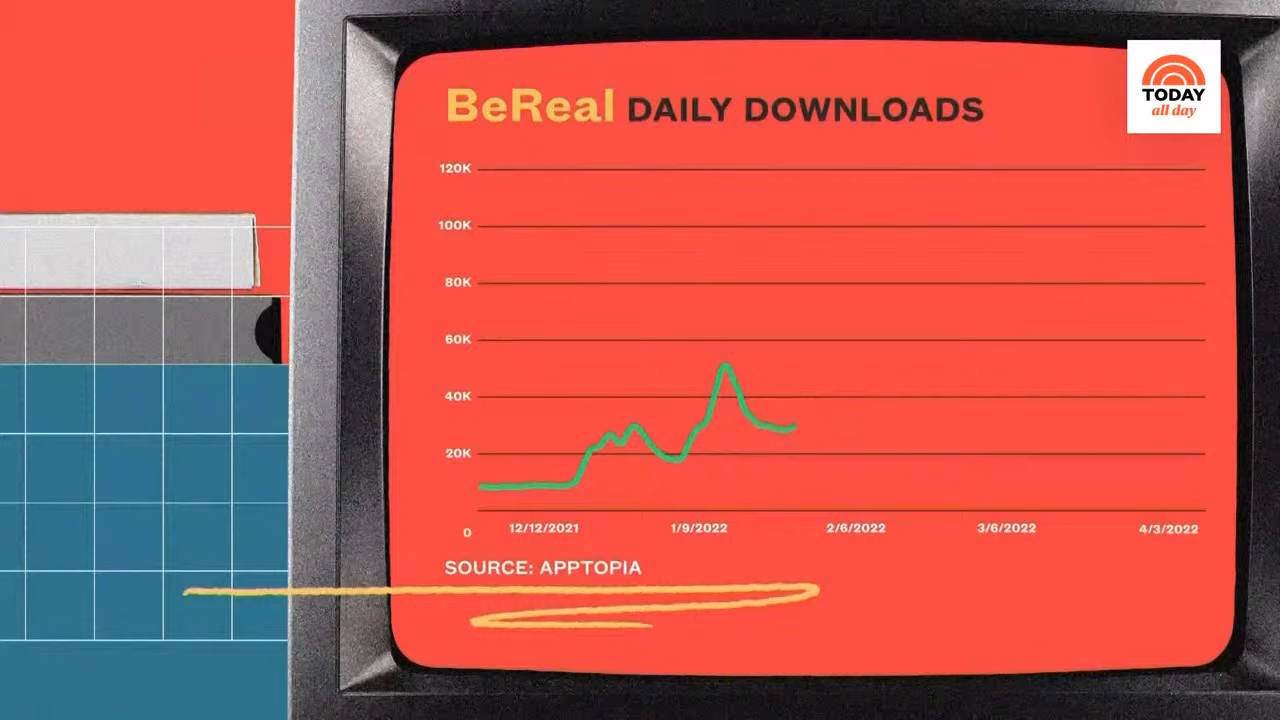 TODAY
all day
BeReal DAILY DOWNLOADS
120K
100K
80K
60K
40K
20K
0
12/12/2021 1/9/2022 2/6/2022 3/6/2022 4/3/2022
SOURCE: APPTOPIA